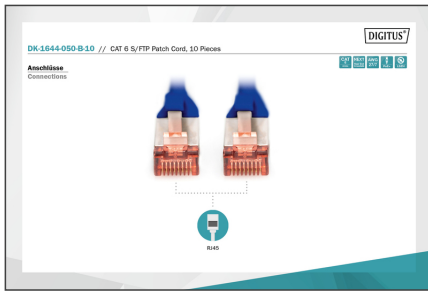 DIGITUS®
DK-1644-050-B-10 // CAT 6 S/FTP Patch Cord, 10 Pieces
Anschlüsse
Connections
RJ45